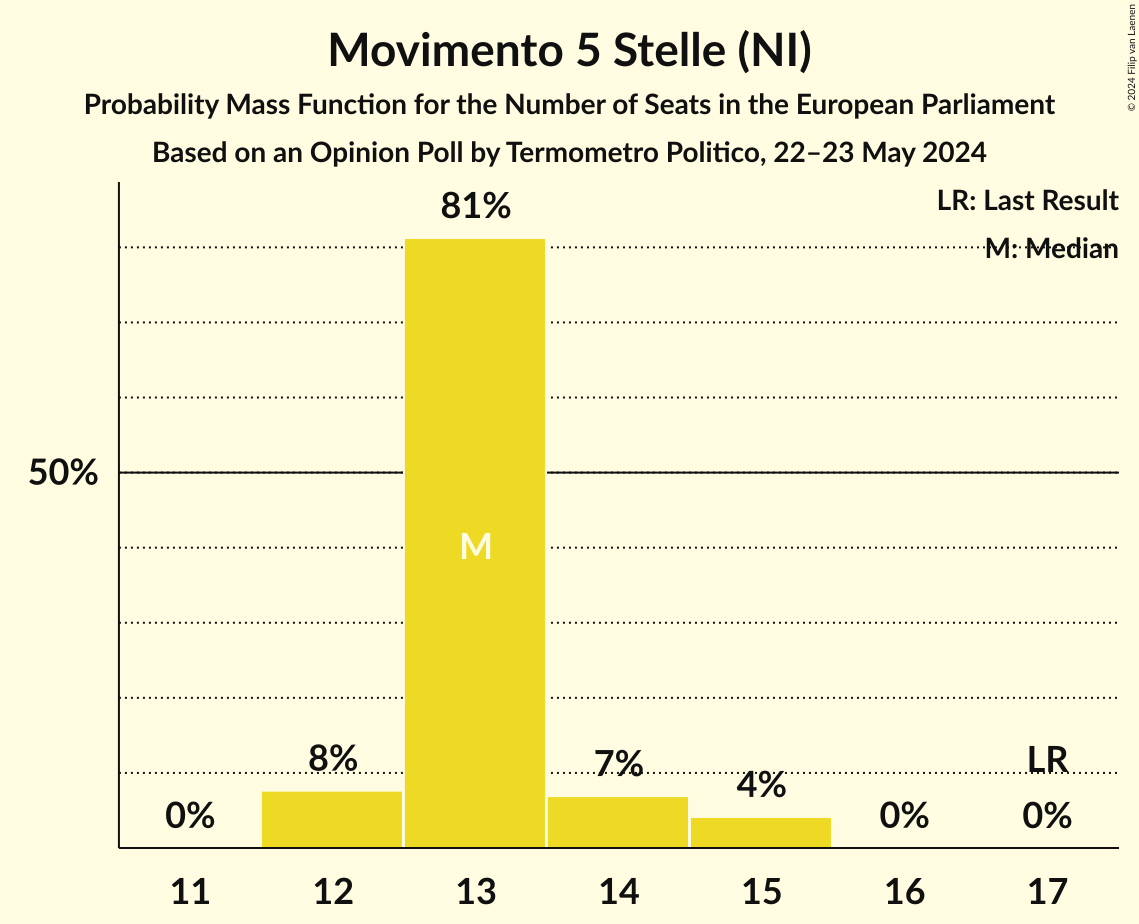 Movimento 5 Stelle (NI)
Probability Mass Function for the Number of Seats in the European Parliament
Based on an Opinion Poll by Termometro Politico, 22–23 May 2024
© 2024 Filip van Laenen
LR: Last Result
M: Median
50%
0%
8%
81%
M
7%
4%
0%
LR
0%
11
12
13
14
15
16
17